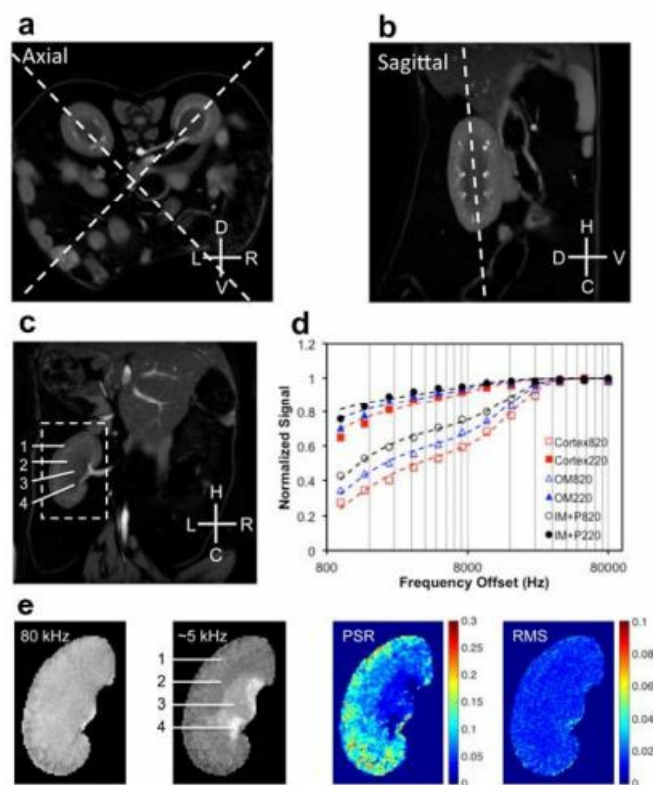 a
Axial
D
L
R
V
b
Sagittal
H
D
V
C
c
1
2
3
4
H
L
R
C
d
1.2
1
0.8
0.6
0.4
0.2
0
Normalized Signal
Cortex820
Cortex220
OM820
OM220
IM+P820
IM+P220
800
8000
80000
Frequency Offset (Hz)
e
80 kHz
~5 kHz
1
2
3
4
PSR
0.3
0.25
0.2
0.15
0.1
0.05
0
RMS
0.1
0.08
0.06
0.04
0.02
0